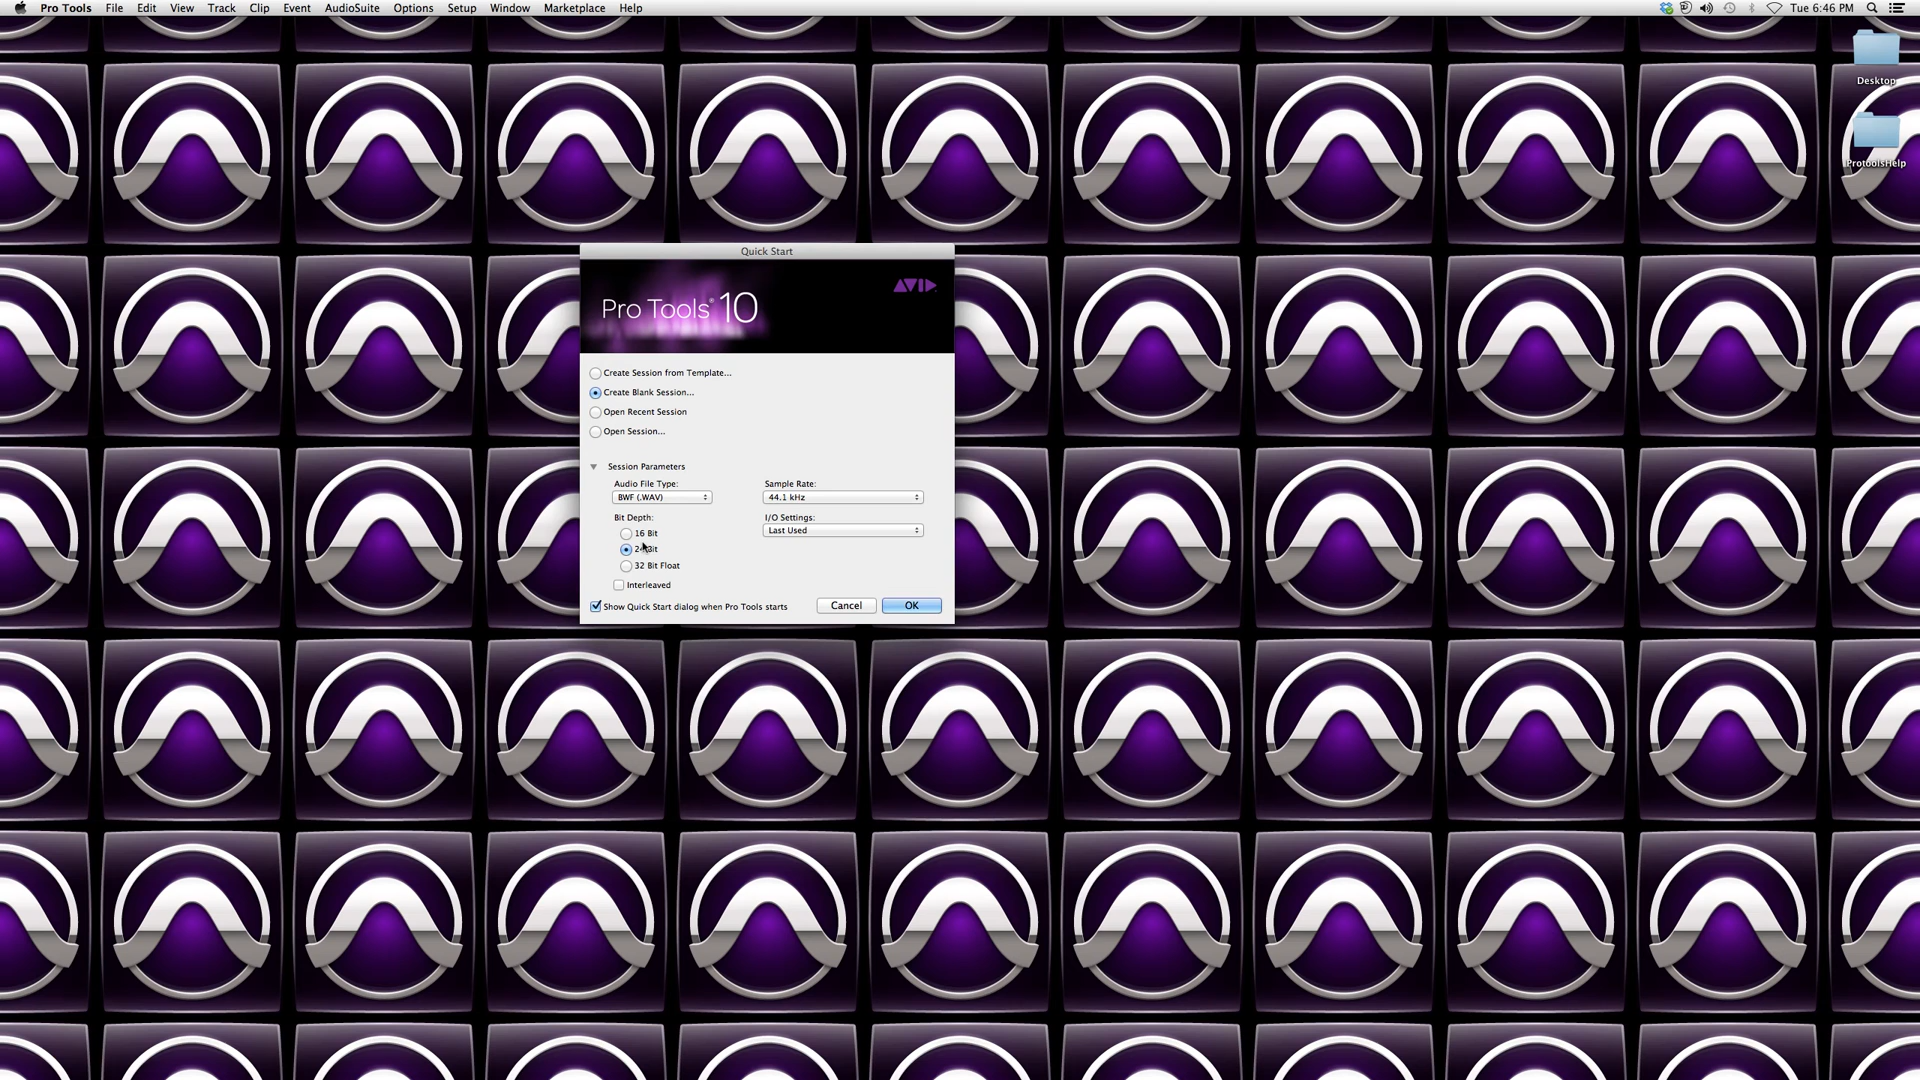 Pro Tools File Edit View Track Clip Event AudioSuite Options Setup Window Marketplace Help Tue 6:46 PM
Desktop
ProtoolsHelp
Quick Start
AVID
Pro Tools® 10
Create Session from Template...
Create Blank Session...
Open Recent Session
Open Session...
Session Parameters
Audio File Type: Sample Rate:
BWF (.WAV) 44.1 kHz
Bit Depth: I/O Settings:
16 Bit Last Used
24 Bit
32 Bit Float
Interleaved
Show Quick Start dialog when Pro Tools starts Cancel OK